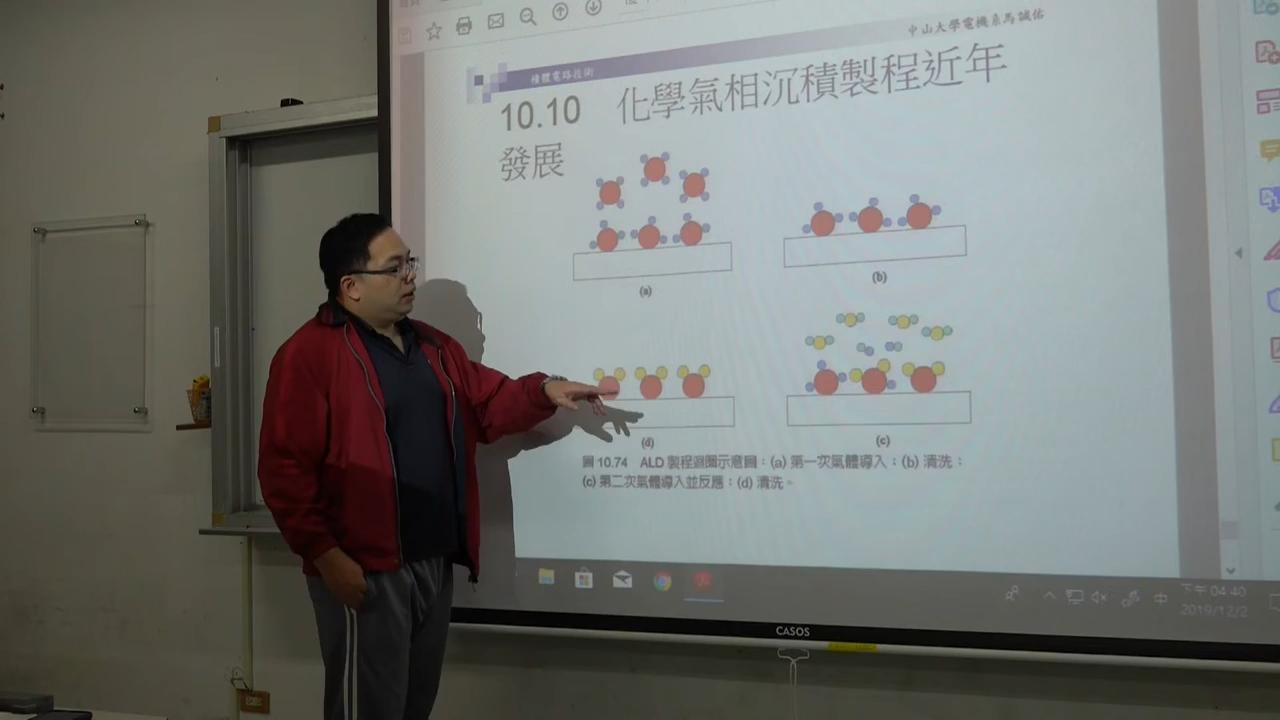 中山大學電機系馬誠佑
積體電路技術
10.10 化學氣相沉積製程近年
發展
(a)
(b)
(d)
(c)
圖 10.74 ALD 製程迴圈示意圖:(a) 第一次氣體導入;(b) 清洗;
(c) 第二次氣體導入並反應;(d) 清洗。
中
下午 04:40
2019/12/2
CASOS